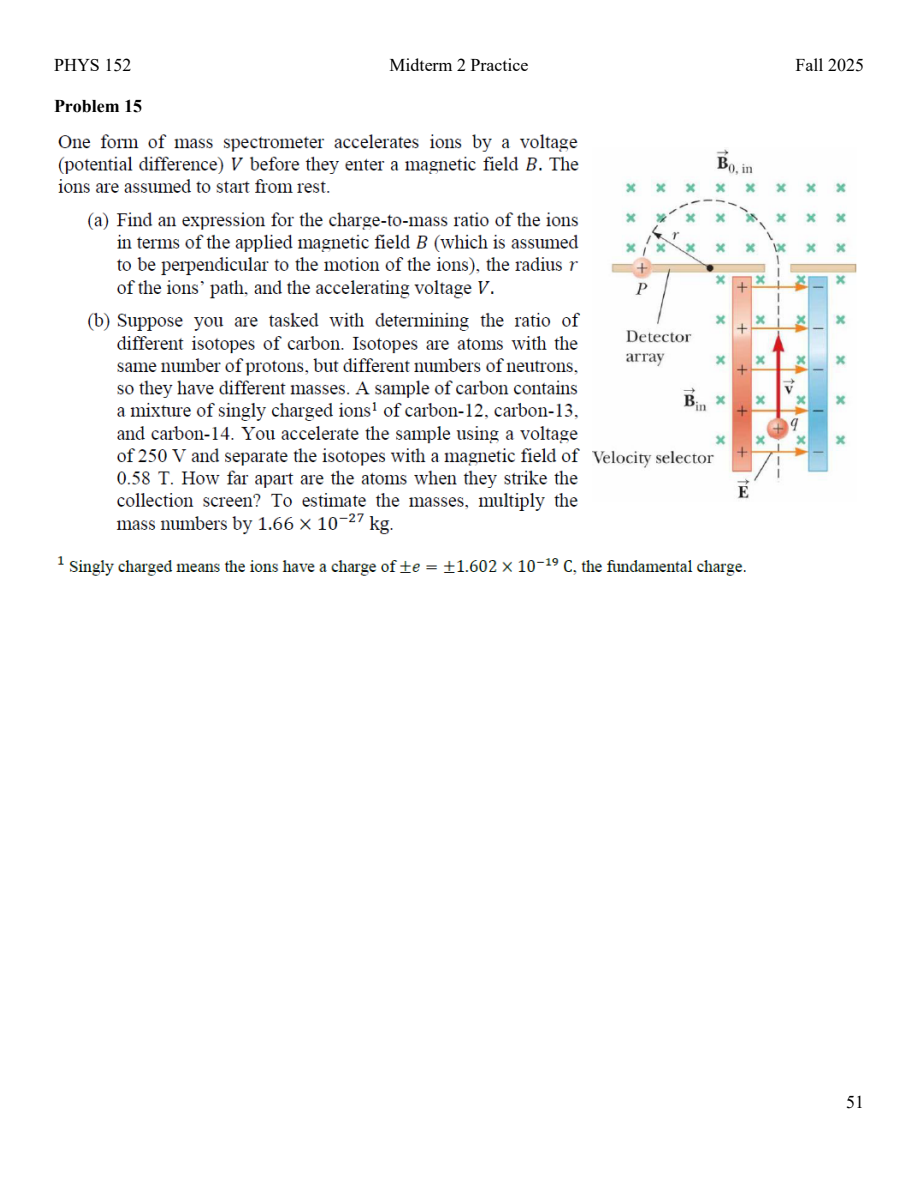 PHYS 152 Midterm 2 Practice Fall 2025
Problem 15
One form of mass spectrometer accelerates ions by a voltage
(potential difference) V before they enter a magnetic field B. The
ions are assumed to start from rest.
(a) Find an expression for the charge-to-mass ratio of the ions
in terms of the applied magnetic field B (which is assumed
to be perpendicular to the motion of the ions), the radius r
of the ions' path, and the accelerating voltage V.
(b) Suppose you are tasked with determining the ratio of
different isotopes of carbon. Isotopes are atoms with the
same number of protons, but different numbers of neutrons,
so they have different masses. A sample of carbon contains
a mixture of singly charged ions¹ of carbon-12, carbon-13,
and carbon-14. You accelerate the sample using a voltage
of 250 V and separate the isotopes with a magnetic field of
0.58 T. How far apart are the atoms when they strike the
collection screen? To estimate the masses, multiply the
mass numbers by 1.66 × 10⁻²⁷ kg.
B⃗₀, in
r
P
Detector
array
B⃗in
v⃗
q
Velocity selector
E⃗
¹ Singly charged means the ions have a charge of ±e = ±1.602 × 10⁻¹⁹ C, the fundamental charge.
51